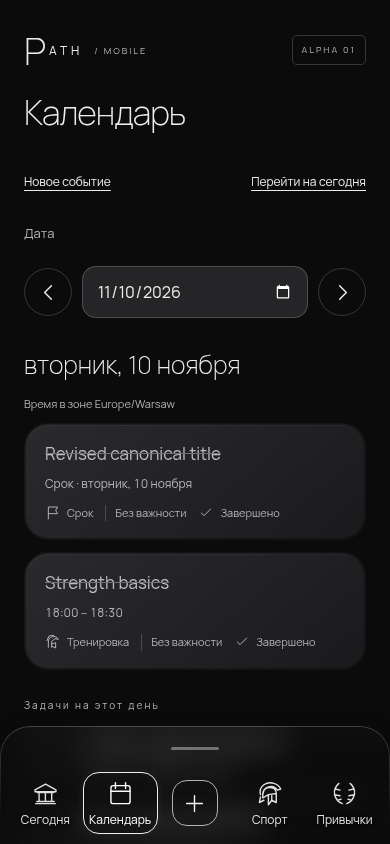 PATH / MOBILE
ALPHA 01
Календарь
Новое событие
Перейти на сегодня
Дата
11/10/2026
вторник, 10 ноября
Время в зоне Europe/Warsaw
Revised canonical title
Срок · вторник, 10 ноября
Срок Без важности Завершено
Strength basics
18:00 – 18:30
Тренировка Без важности Завершено
Задачи на этот день
Сегодня Календарь Спорт Привычки